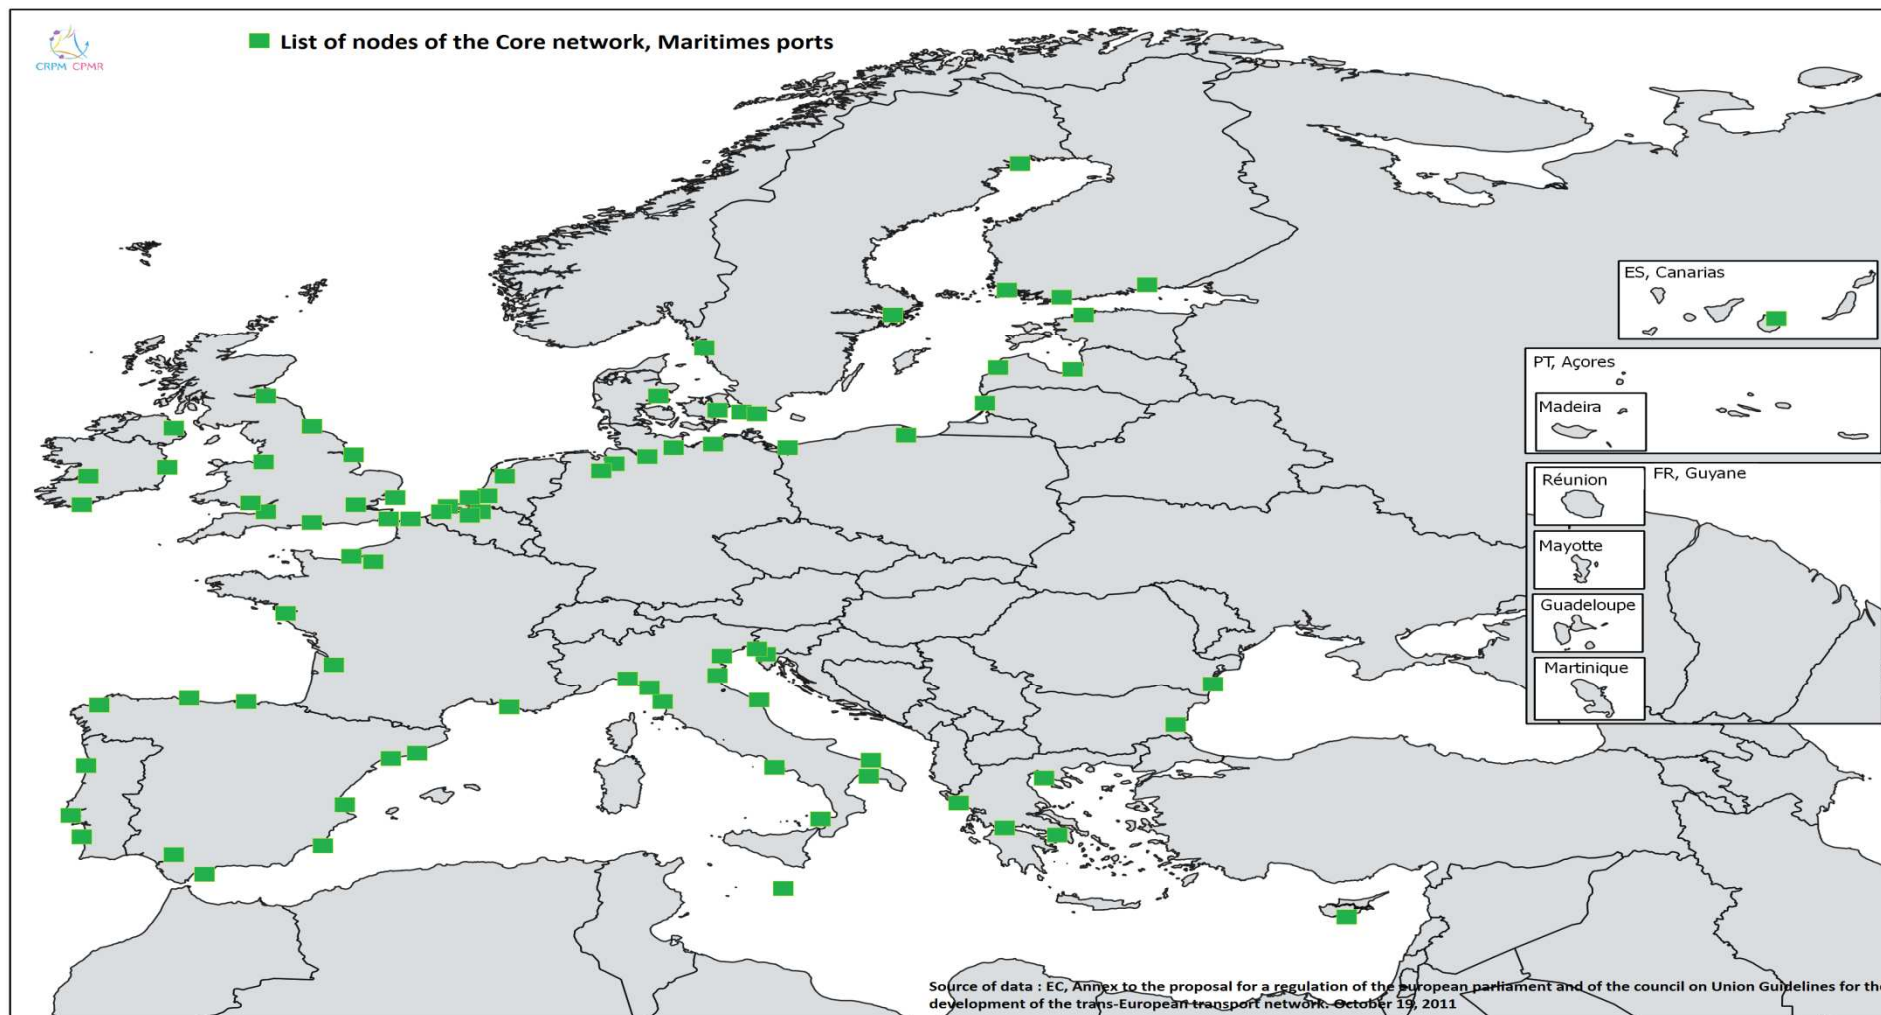 List of nodes of the Core network, Maritimes ports
CRPM CPMR
ES, Canarias
PT, Açores
Madeira
Réunion
FR, Guyane
Mayotte
Guadeloupe
Martinique
Source of data : EC, Annex to the proposal for a regulation of the european parliament and of the council on Union Guidelines for the
development of the trans-European transport network. October 19, 2011